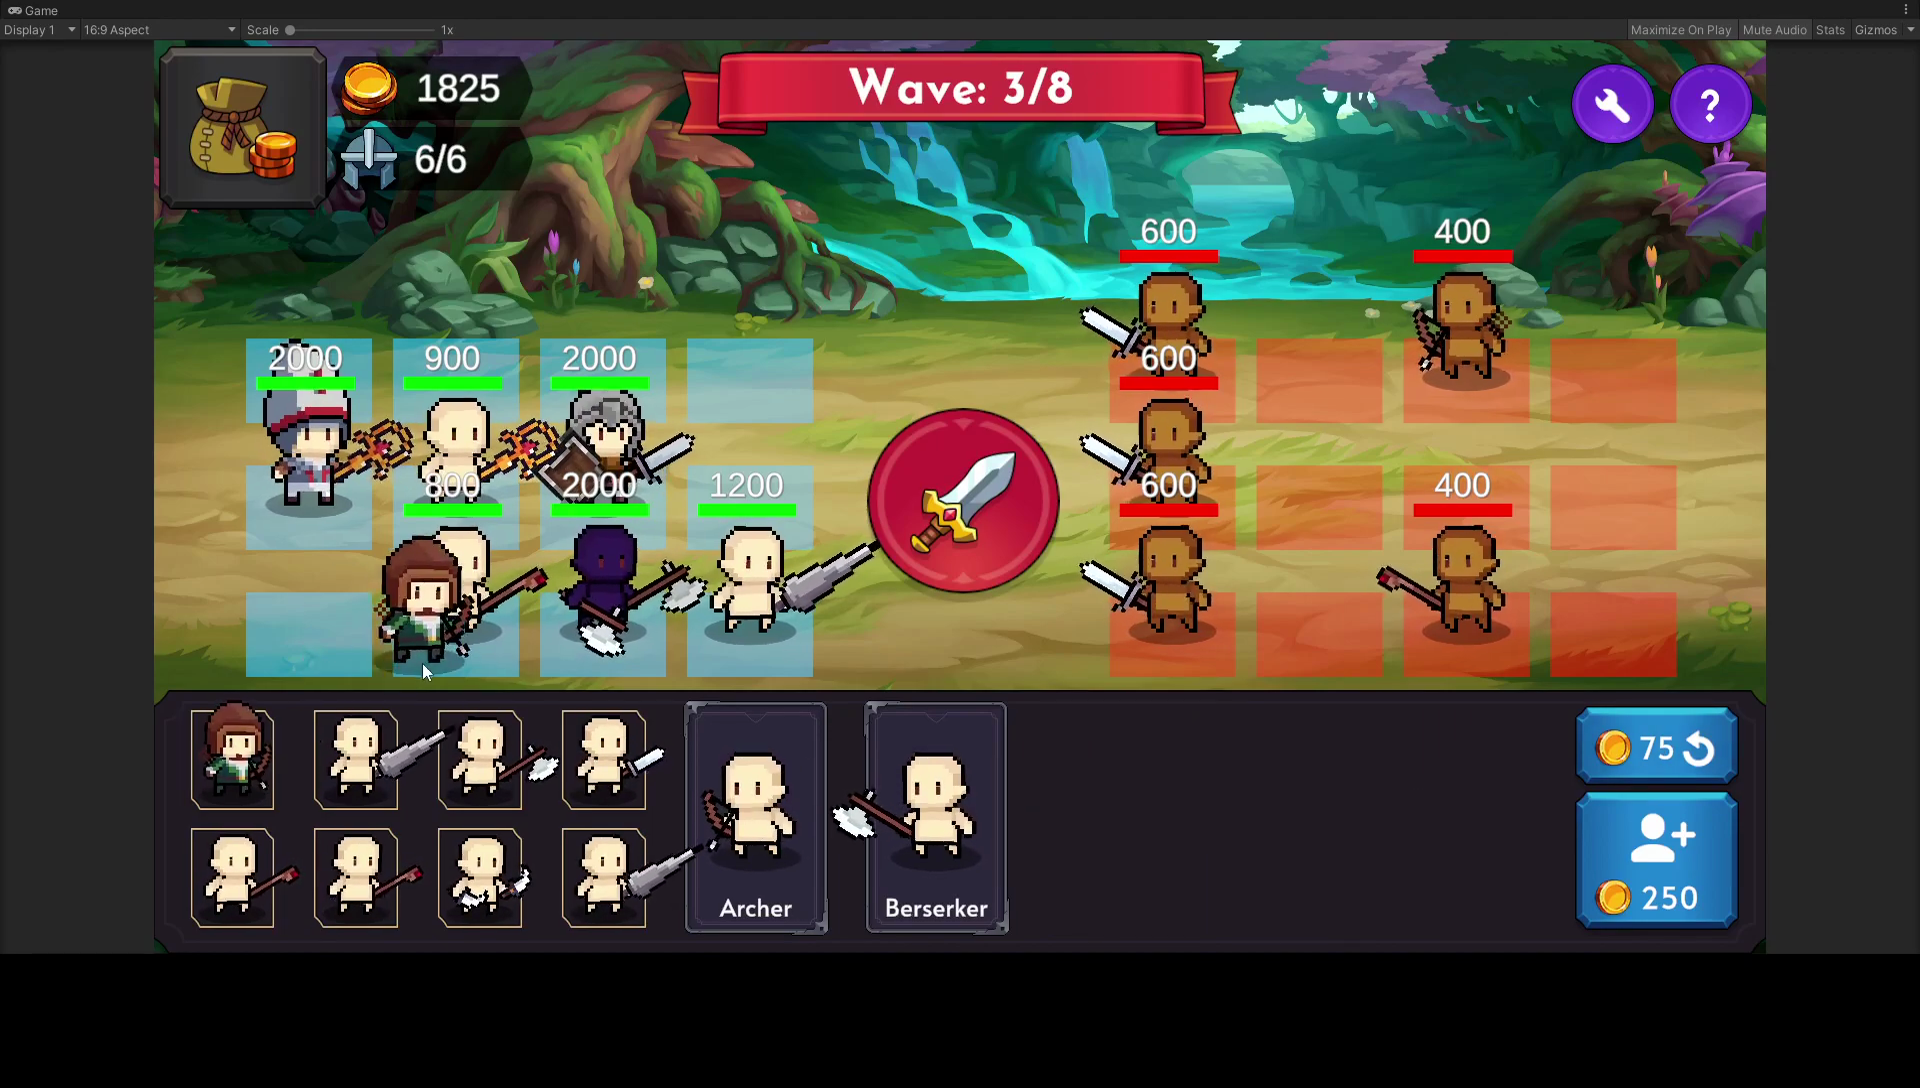 Game
Display 1 16:9 Aspect Scale 1x Maximize On Play Mute Audio Stats Gizmos
1825
Wave: 3/8
?
6/6
600 400
2000 900 2000 600
800 2000 1200 600 400
75
Archer Berserker 250